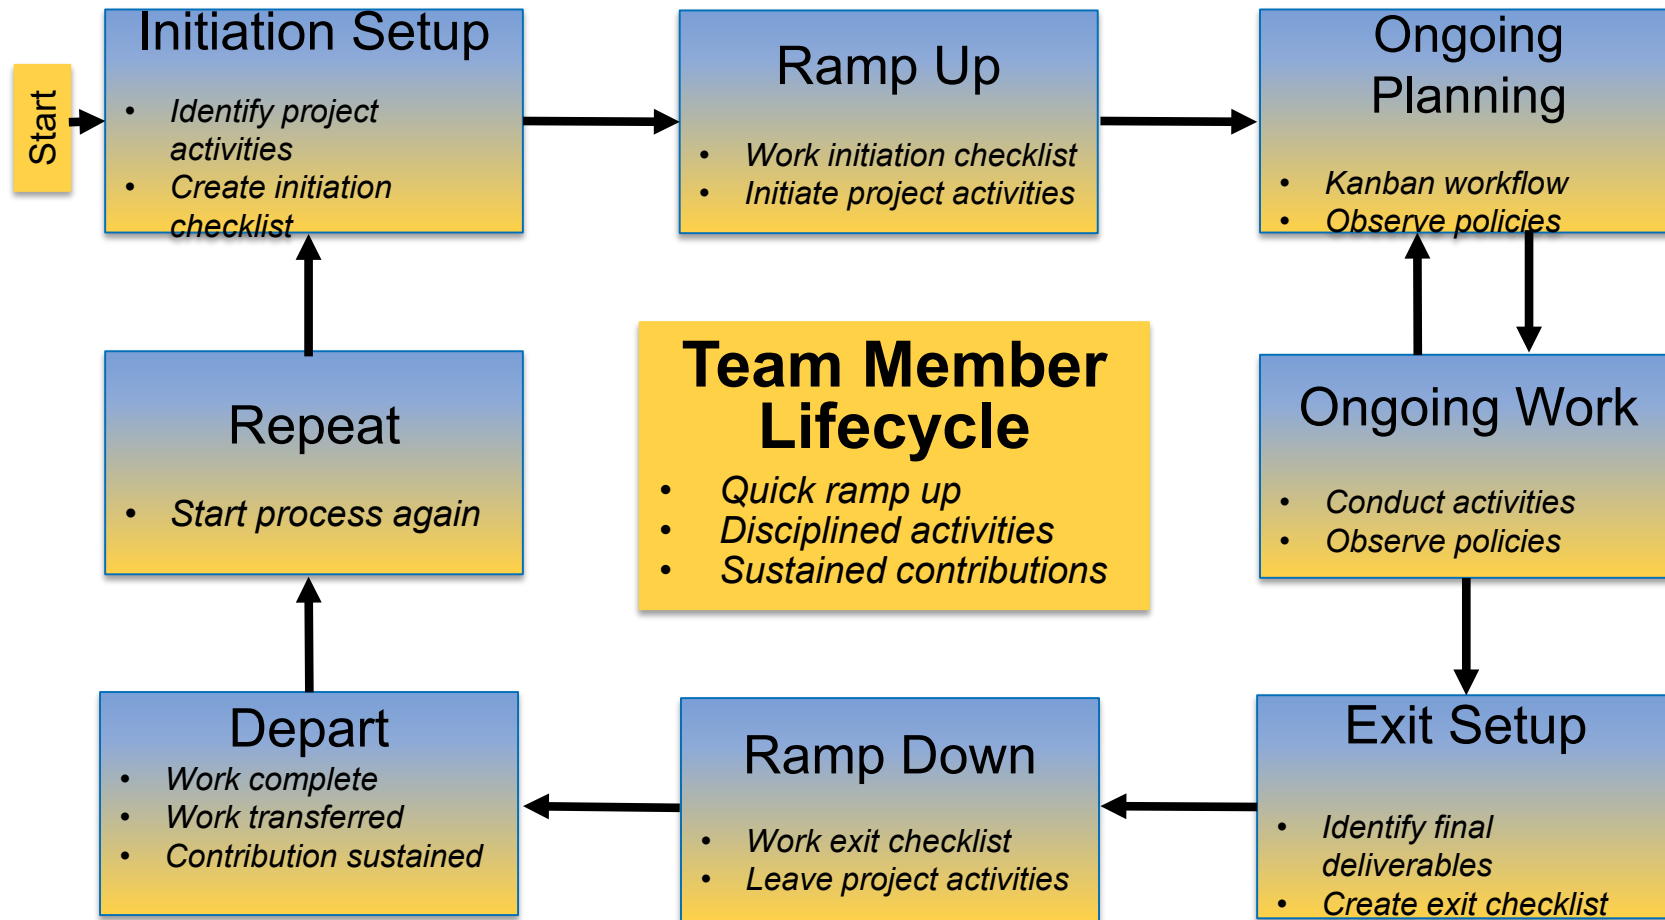 Start
Initiation Setup
• Identify project
activities
• Create initiation
checklist
Ramp Up
• Work initiation checklist
• Initiate project activities
Ongoing
Planning
• Kanban workflow
• Observe policies
Repeat
• Start process again
Team Member
Lifecycle
• Quick ramp up
• Disciplined activities
• Sustained contributions
Ongoing Work
• Conduct activities
• Observe policies
Depart
• Work complete
• Work transferred
• Contribution sustained
Ramp Down
• Work exit checklist
• Leave project activities
Exit Setup
• Identify final
deliverables
• Create exit checklist